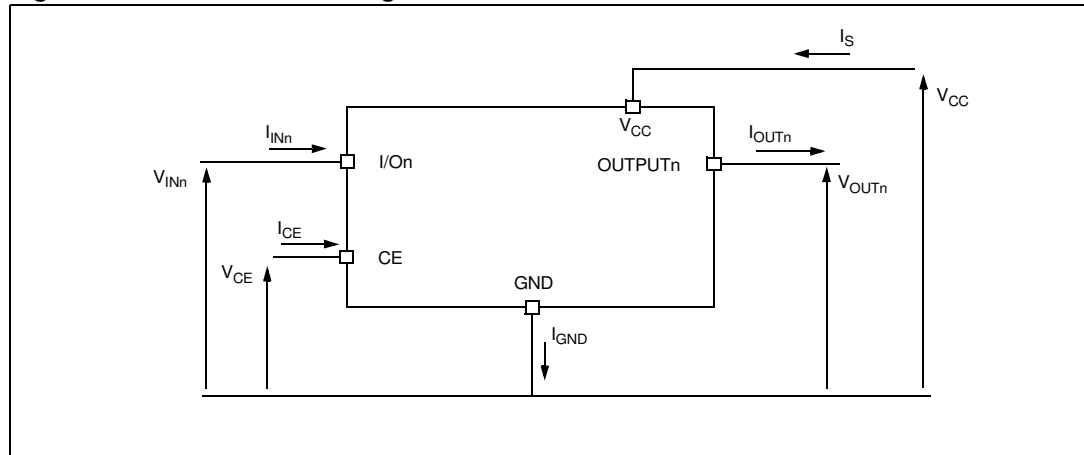 I_S
V_CC
V_CC
I_INn
I_OUTn
I/On
OUTPUTn
V_INn
V_OUTn
I_CE
CE
V_CE
GND
I_GND